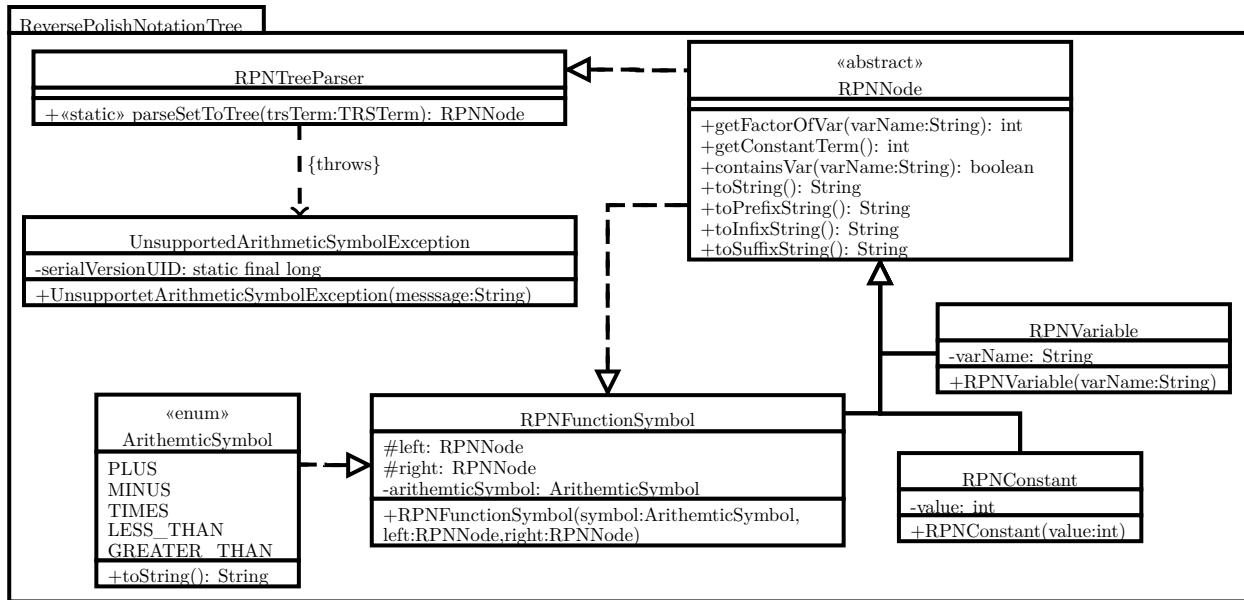 ReversePolishNotationTree
RPNTreeParser
+«static» parseSetToTree(trsTerm:TRSTerm): RPNNode
{throws}
UnsupportedArithmeticSymbolException
-serialVersionUID: static final long
+UnsupportetArithmeticSymbolException(messsage:String)
«abstract»
RPNNode
+getFactorOfVar(varName:String): int
+getConstantTerm(): int
+containsVar(varName:String): boolean
+toString(): String
+toPrefixString(): String
+toInfixString(): String
+toSuffixString(): String
RPNVariable
-varName: String
+RPNVariable(varName:String)
«enum»
ArithemticSymbol
PLUS
MINUS
TIMES
LESS_THAN
GREATER_THAN
+toString(): String
RPNFunctionSymbol
#left: RPNNode
#right: RPNNode
-arithemticSymbol: ArithemticSymbol
+RPNFunctionSymbol(symbol:ArithemticSymbol,
left:RPNNode,right:RPNNode)
RPNConstant
-value: int
+RPNConstant(value:int)